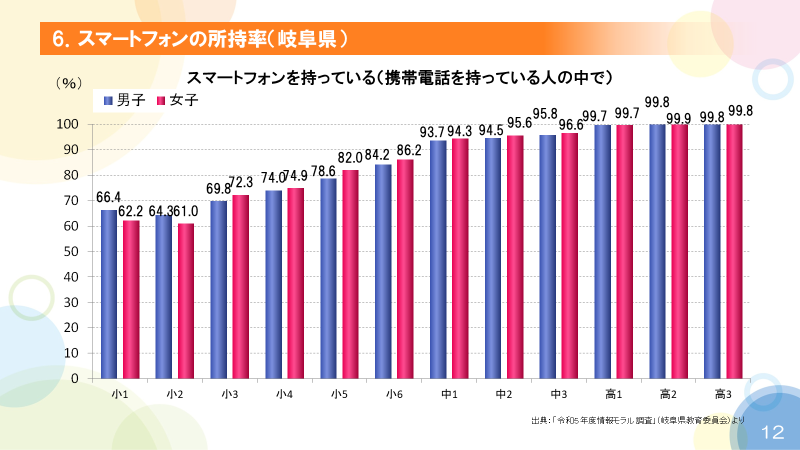 6. スマートフォンの所持率(岐阜県)
スマートフォンを持っている(携帯電話を持っている人の中で)
(%)
男子 女子
100
90
80
70
60
50
40
30
20
10
0
66.4 62.2 64.3 61.0 69.8 72.3 74.0 74.9 78.6 82.0 84.2 86.2 93.7 94.3 94.5 95.6 95.8 96.6 99.7 99.7 99.8 99.9 99.8 99.8
小1 小2 小3 小4 小5 小6 中1 中2 中3 高1 高2 高3
出典:「令和5年度情報モラル調査」(岐阜県教育委員会)より
12